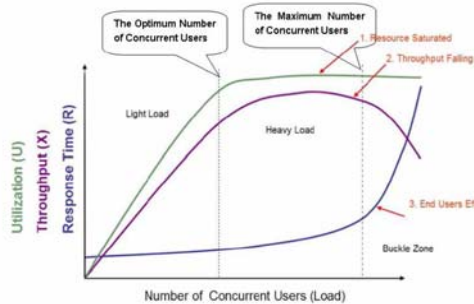 The Optimum Number
of Concurrent Users
The Maximum Number
of Concurrent Users
1. Resource Saturated
2. Throughput Falling
Light Load
Heavy Load
3. End Users Ef
Buckle Zone
Utilization (U)
Throughput (X)
Response Time (R)
Number of Concurrent Users (Load)